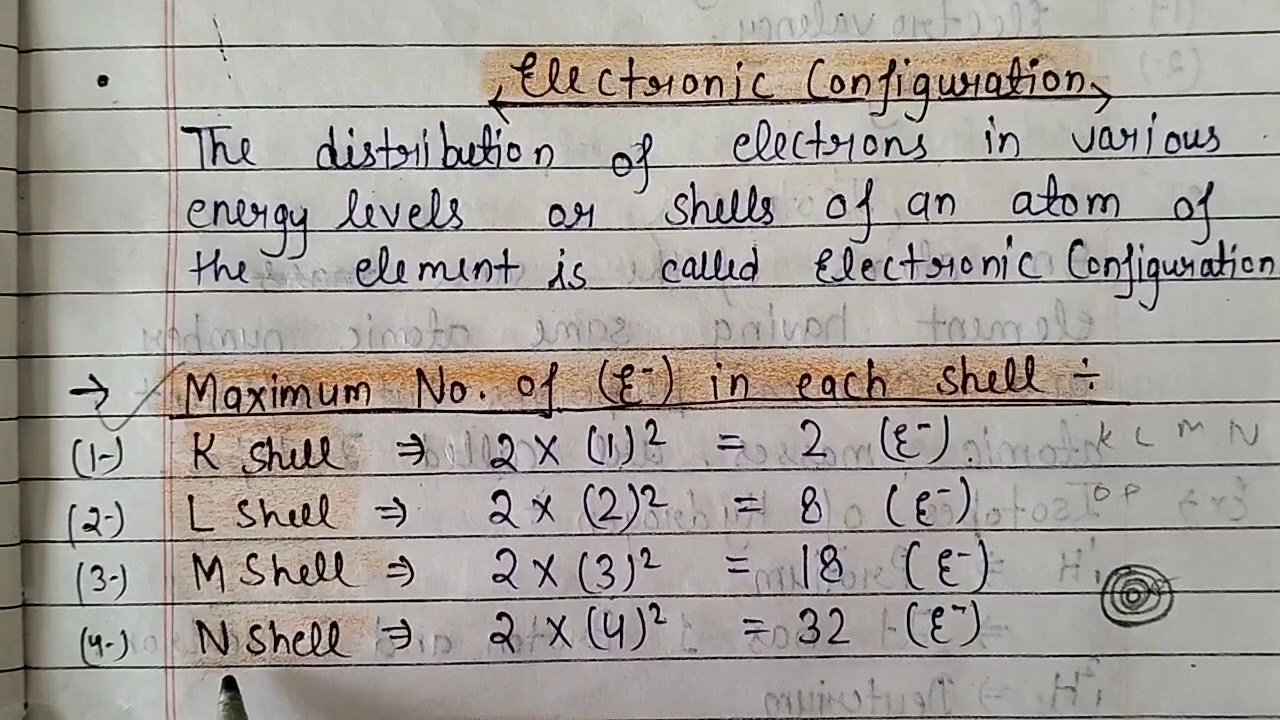 Electronic Configuration
The distribution of electrons in various
energy levels or shells of an atom of
the element is called Electronic Configuration
→ Maximum No. of (e⁻) in each shell ÷
(1-) K Shell ⇒ 2 × (1)² = 2 (e⁻). K L M N
(2-) L Shell ⇒ 2 × (2)² = 8 (e⁻) O P
(3-) M Shell ⇒ 2 × (3)² = 18 (e⁻)
(4-) N Shell ⇒ 2 × (4)² = 32 (e⁻)